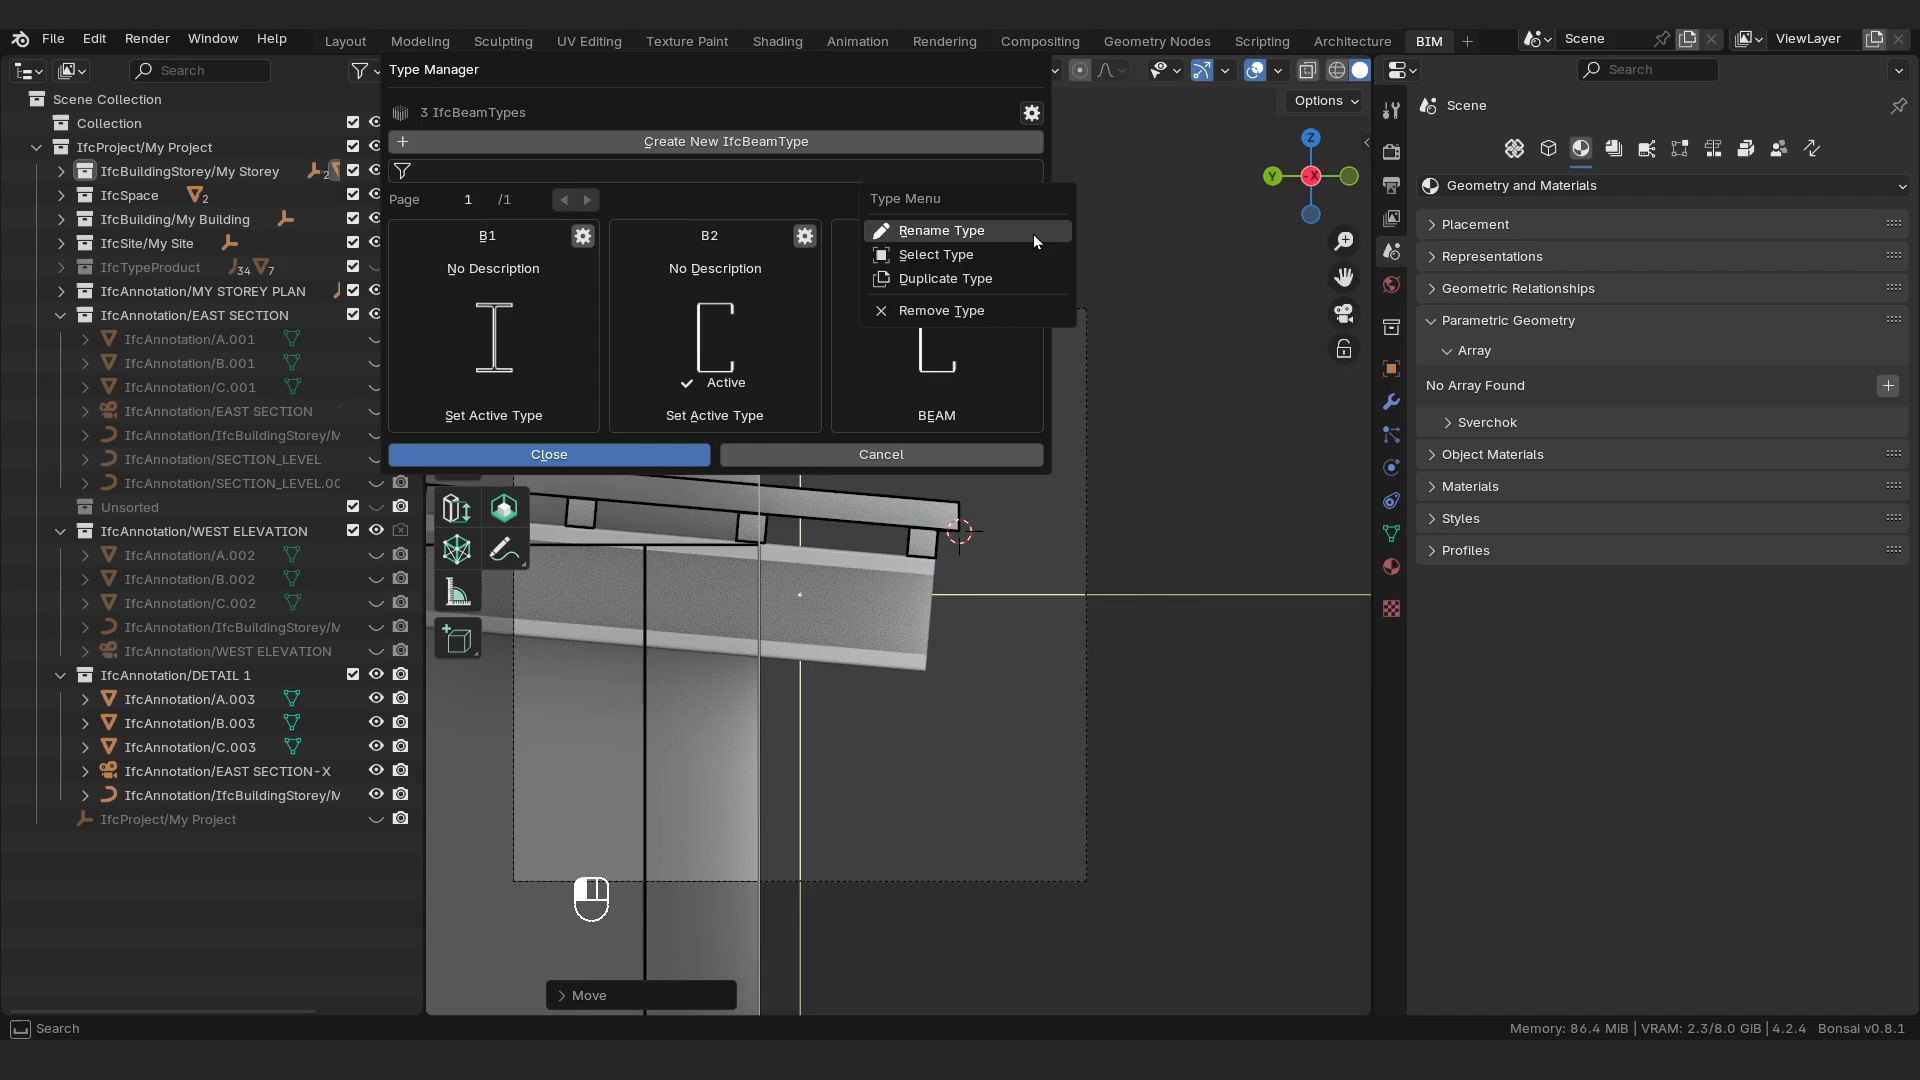 File Edit Render Window Help
Layout Modeling Sculpting UV Editing Texture Paint Shading Animation Rendering Compositing Geometry Nodes Scripting Architecture BIM
Scene
ViewLayer
Search
Scene Collection
Collection
IfcProject/My Project
IfcBuildingStorey/My Storey 2
IfcSpace 2
IfcBuilding/My Building
IfcSite/My Site
IfcTypeProduct 34 7
IfcAnnotation/MY STOREY PLAN
IfcAnnotation/EAST SECTION
IfcAnnotation/A.001
IfcAnnotation/B.001
IfcAnnotation/C.001
IfcAnnotation/EAST SECTION
IfcAnnotation/IfcBuildingStorey/M
IfcAnnotation/SECTION_LEVEL
IfcAnnotation/SECTION_LEVEL.00
Unsorted
IfcAnnotation/WEST ELEVATION
IfcAnnotation/A.002
IfcAnnotation/B.002
IfcAnnotation/C.002
IfcAnnotation/IfcBuildingStorey/M
IfcAnnotation/WEST ELEVATION
IfcAnnotation/DETAIL 1
IfcAnnotation/A.003
IfcAnnotation/B.003
IfcAnnotation/C.003
IfcAnnotation/EAST SECTION-X
IfcAnnotation/IfcBuildingStorey/M
IfcProject/My Project
Type Manager
3 IfcBeamTypes
Create New IfcBeamType
Page 1 /1
B1
No Description
Set Active Type
B2
No Description
Active
Set Active Type
BEAM
Type Menu
Rename Type
Select Type
Duplicate Type
Remove Type
Close
Cancel
Options
Z
Y
-X
Move
Search
Scene
Geometry and Materials
Placement
Representations
Geometric Relationships
Parametric Geometry
Array
No Array Found
Sverchok
Object Materials
Materials
Styles
Profiles
Search
Memory: 86.4 MiB | VRAM: 2.3/8.0 GiB | 4.2.4 Bonsai v0.8.1